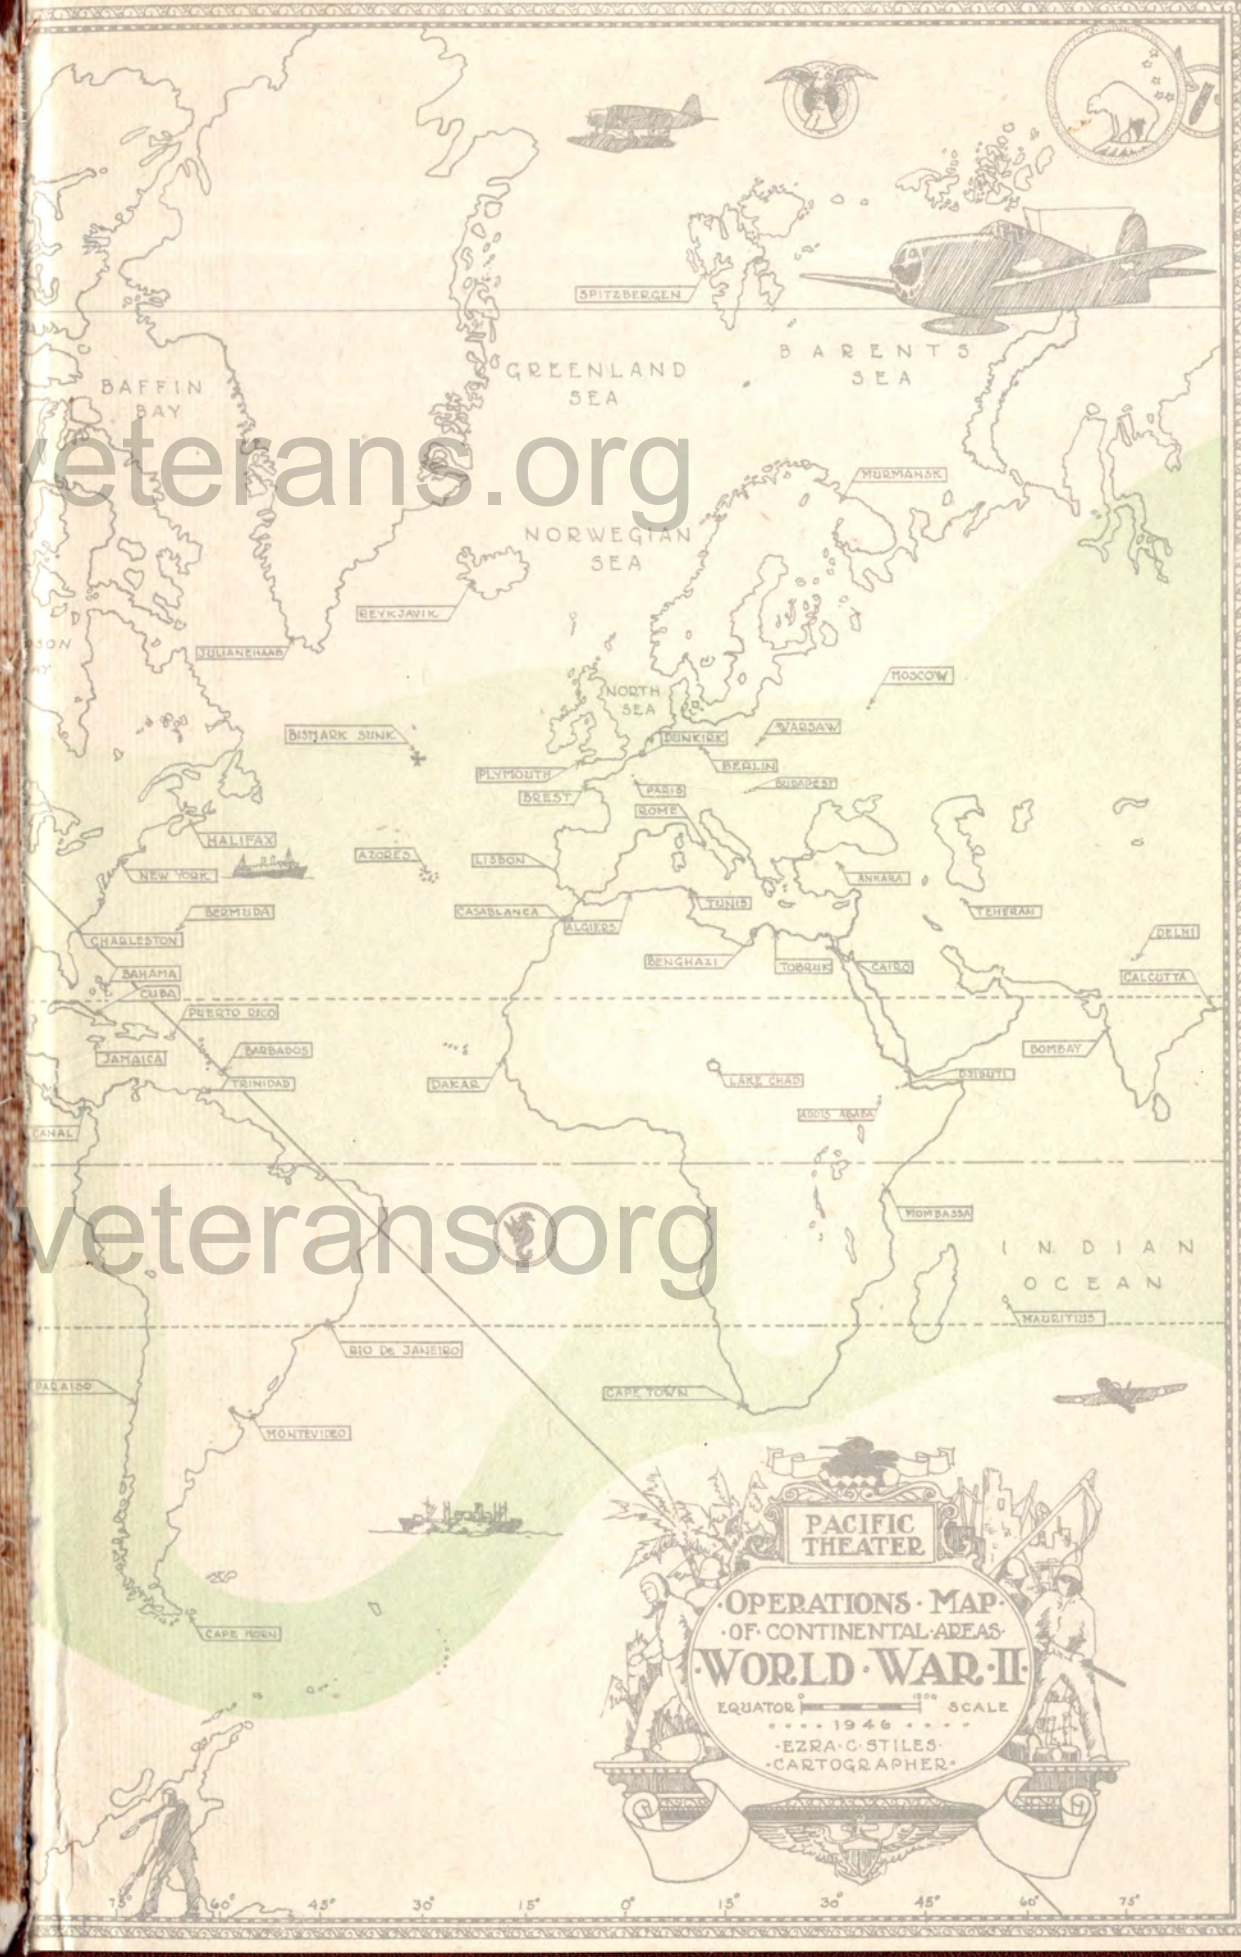 SPITZBERGEN
BARENTS
SEA
GREENLAND
SEA
BAFFIN
BAY
veterans.org
MURMANSK
NORWEGIAN
SEA
REYKJAVIK
JULIANEHAAB
MOSCOW
NORTH
SEA
BISMARK SUNK
WARSAW
DUNKIRK
BERLIN
PLYMOUTH
BREST
PARIS
BUDAPEST
ROME
HALIFAX
AZORES
LISBON
NEW YORK
ANKARA
BERMUDA
CASABLANCA
ALGIERS
TUNIS
TEHERAN
CHARLESTON
DELHI
BENGHAZI
TOBRUK
CAIRO
BAHAMA
CALCUTTA
CUBA
PUERTO RICO
BARBADOS
JAMAICA
BOMBAY
TRINIDAD
DAKAR
LAKE CHAD
DJIBUTI
ADDIS ABABA
CANAL
veterans.org
MOMBASSA
INDIAN
OCEAN
MAURITIUS
RIO De JANEIRO
PARAISO
CAPE TOWN
MONTEVIDEO
PACIFIC
THEATER
·OPERATIONS·MAP·
·OF·CONTINENTAL·AREAS·
·WORLD·WAR·II·
EQUATOR 0 1000 SCALE
····1946····
·EZRA·C·STILES·
·CARTOGRAPHER·
CAPE HORN
75° 60° 45° 30° 15° 0° 15° 30° 45° 60° 75°